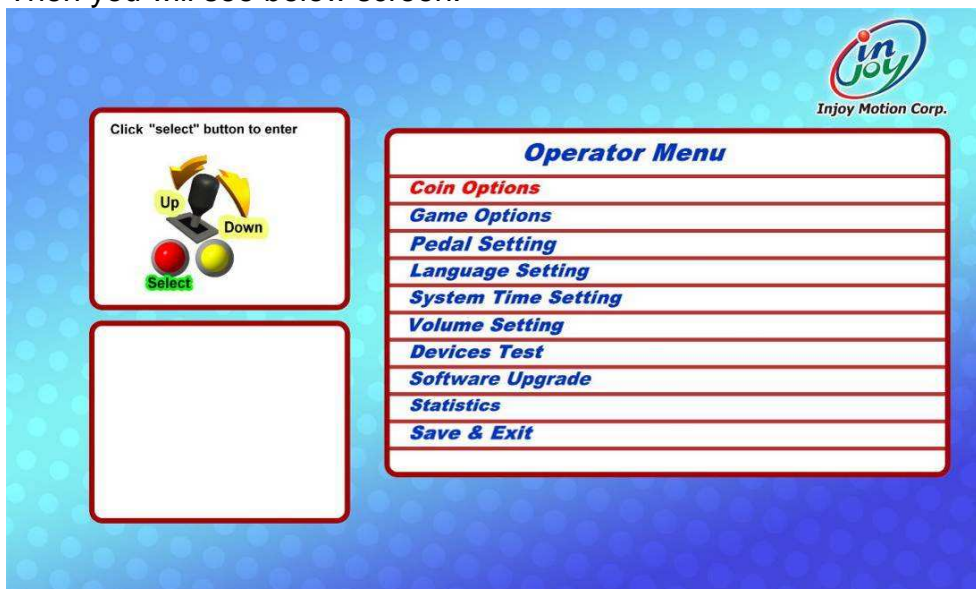 Then you will see below screen:
in
joy
Injoy Motion Corp.
Click "select" button to enter
Up
Down
Select
Operator Menu
Coin Options
Game Options
Pedal Setting
Language Setting
System Time Setting
Volume Setting
Devices Test
Software Upgrade
Statistics
Save & Exit